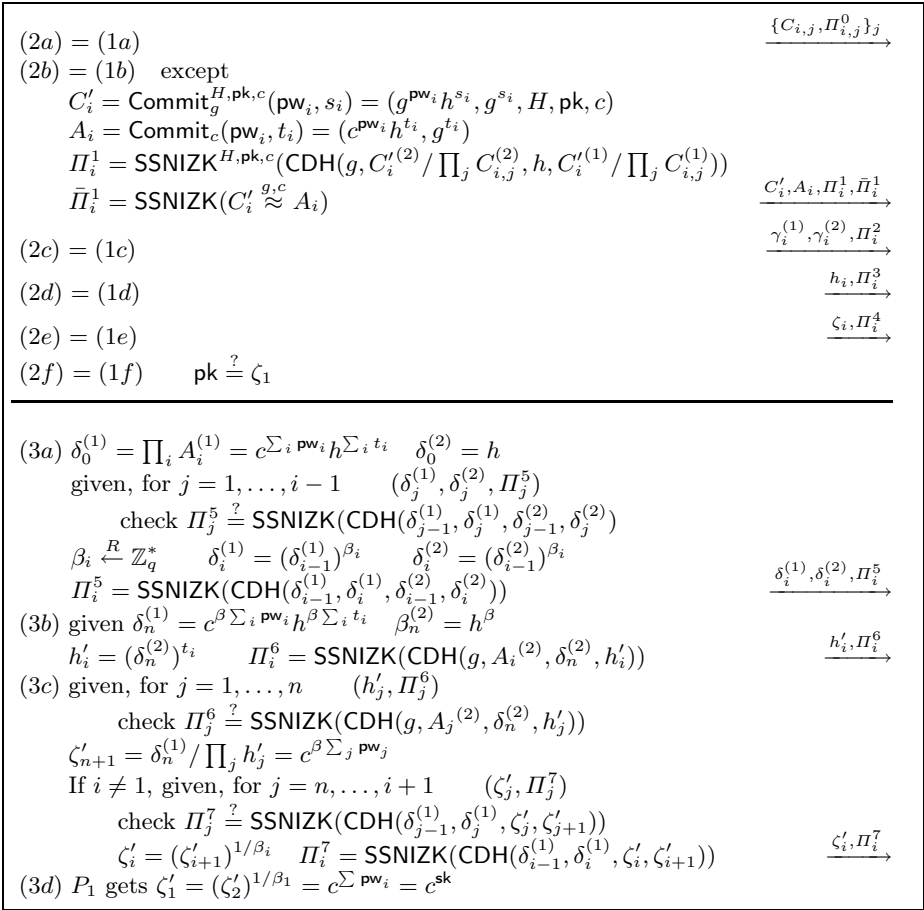 (2a) = (1a) {C_{i,j}, Π^0_{i,j}}_j →
(2b) = (1b) except
C'_i = Commit_g^{H,pk,c}(pw_i, s_i) = (g^{pw_i} h^{s_i}, g^{s_i}, H, pk, c)
A_i = Commit_c(pw_i, t_i) = (c^{pw_i} h^{t_i}, g^{t_i})
Π^1_i = SSNIZK^{H,pk,c}(CDH(g, C'^{(2)}_i / ∏_j C^{(2)}_{i,j}, h, C'^{(1)}_i / ∏_j C^{(1)}_{i,j}))
Π̄^1_i = SSNIZK(C'_i ≈^{g,c} A_i) C'_i, A_i, Π^1_i, Π̄^1_i →
(2c) = (1c) γ^{(1)}_i, γ^{(2)}_i, Π^2_i →
(2d) = (1d) h_i, Π^3_i →
(2e) = (1e) ζ_i, Π^4_i →
(2f) = (1f) pk =^? ζ_1
(3a) δ^{(1)}_0 = ∏_i A^{(1)}_i = c^{∑_i pw_i} h^{∑_i t_i} δ^{(2)}_0 = h
given, for j = 1, . . . , i − 1 (δ^{(1)}_j, δ^{(2)}_j, Π^5_j)
check Π^5_j =^? SSNIZK(CDH(δ^{(1)}_{j−1}, δ^{(1)}_j, δ^{(2)}_{j−1}, δ^{(2)}_j)
β_i ←^R ℤ*_q δ^{(1)}_i = (δ^{(1)}_{i−1})^{β_i} δ^{(2)}_i = (δ^{(2)}_{i−1})^{β_i}
Π^5_i = SSNIZK(CDH(δ^{(1)}_{i−1}, δ^{(1)}_i, δ^{(2)}_{i−1}, δ^{(2)}_i)) δ^{(1)}_i, δ^{(2)}_i, Π^5_i →
(3b) given δ^{(1)}_n = c^{β ∑_i pw_i} h^{β ∑_i t_i} β^{(2)}_n = h^β
h'_i = (δ^{(2)}_n)^{t_i} Π^6_i = SSNIZK(CDH(g, A_i^{(2)}, δ^{(2)}_n, h'_i)) h'_i, Π^6_i →
(3c) given, for j = 1, . . . , n (h'_j, Π^6_j)
check Π^6_j =^? SSNIZK(CDH(g, A_j^{(2)}, δ^{(2)}_n, h'_j))
ζ'_{n+1} = δ^{(1)}_n / ∏_j h'_j = c^{β ∑_j pw_j}
If i ≠ 1, given, for j = n, . . . , i + 1 (ζ'_j, Π^7_j)
check Π^7_j =^? SSNIZK(CDH(δ^{(1)}_{j−1}, δ^{(1)}_j, ζ'_j, ζ'_{j+1}))
ζ'_i = (ζ'_{i+1})^{1/β_i} Π^7_i = SSNIZK(CDH(δ^{(1)}_{i−1}, δ^{(1)}_i, ζ'_i, ζ'_{i+1})) ζ'_i, Π^7_i →
(3d) P_1 gets ζ'_1 = (ζ'_2)^{1/β_1} = c^{∑ pw_i} = c^{sk}